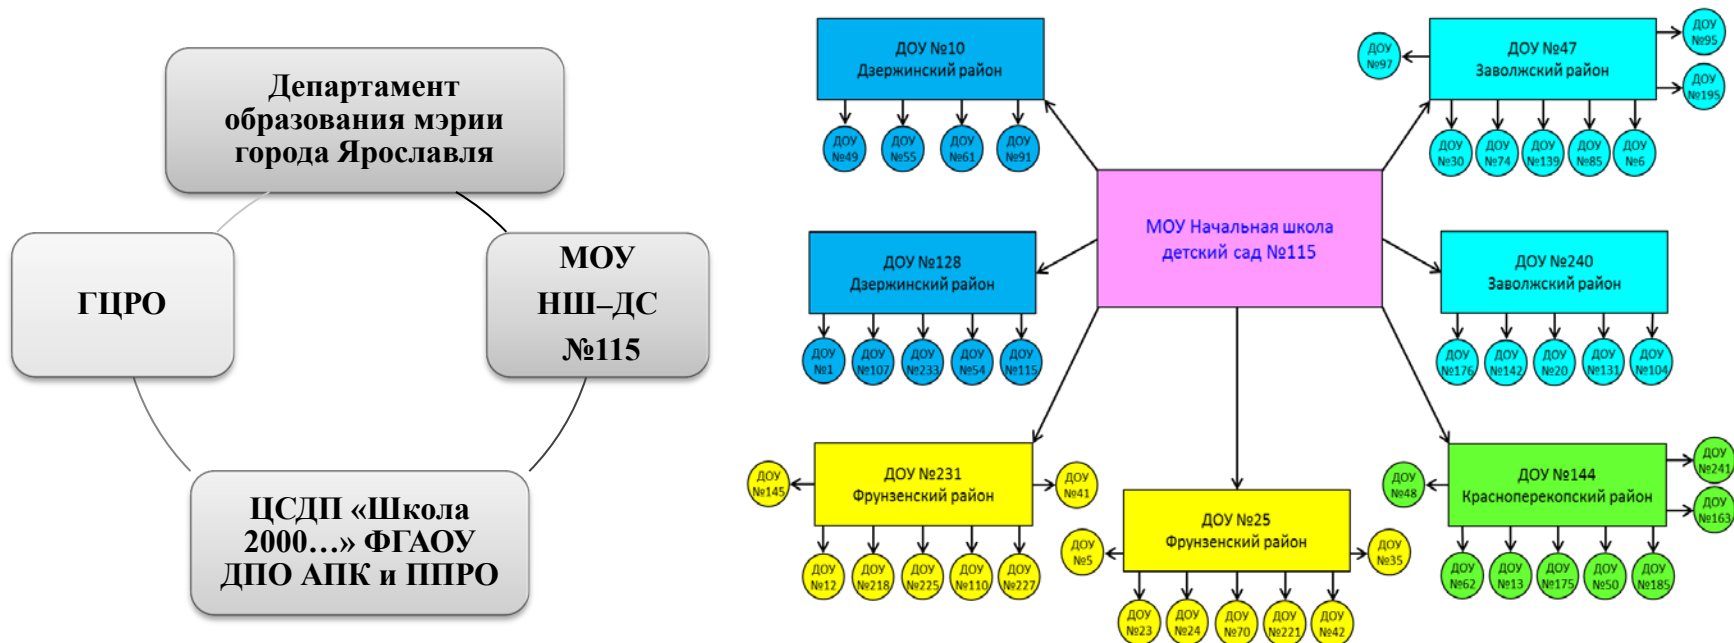 Департамент
образования мэрии
города Ярославля
ГЦРО
МОУ
НШ–ДС
№115
ЦСДП «Школа
2000…» ФГАОУ
ДПО АПК и ППРО
ДОУ №10
Дзержинский район
ДОУ
№49
ДОУ
№55
ДОУ
№61
ДОУ
№91
ДОУ №47
Заволжский район
ДОУ
№97
ДОУ
№95
ДОУ
№195
ДОУ
№30
ДОУ
№74
ДОУ
№139
ДОУ
№85
ДОУ
№6
МОУ Начальная школа
детский сад №115
ДОУ №128
Дзержинский район
ДОУ
№1
ДОУ
№107
ДОУ
№233
ДОУ
№54
ДОУ
№115
ДОУ №240
Заволжский район
ДОУ
№176
ДОУ
№142
ДОУ
№20
ДОУ
№131
ДОУ
№104
ДОУ №231
Фрунзенский район
ДОУ
№145
ДОУ
№41
ДОУ
№12
ДОУ
№218
ДОУ
№225
ДОУ
№110
ДОУ
№227
ДОУ №25
Фрунзенский район
ДОУ
№5
ДОУ
№35
ДОУ
№23
ДОУ
№24
ДОУ
№70
ДОУ
№221
ДОУ
№42
ДОУ №144
Красноперекопский район
ДОУ
№48
ДОУ
№241
ДОУ
№163
ДОУ
№62
ДОУ
№13
ДОУ
№175
ДОУ
№50
ДОУ
№185